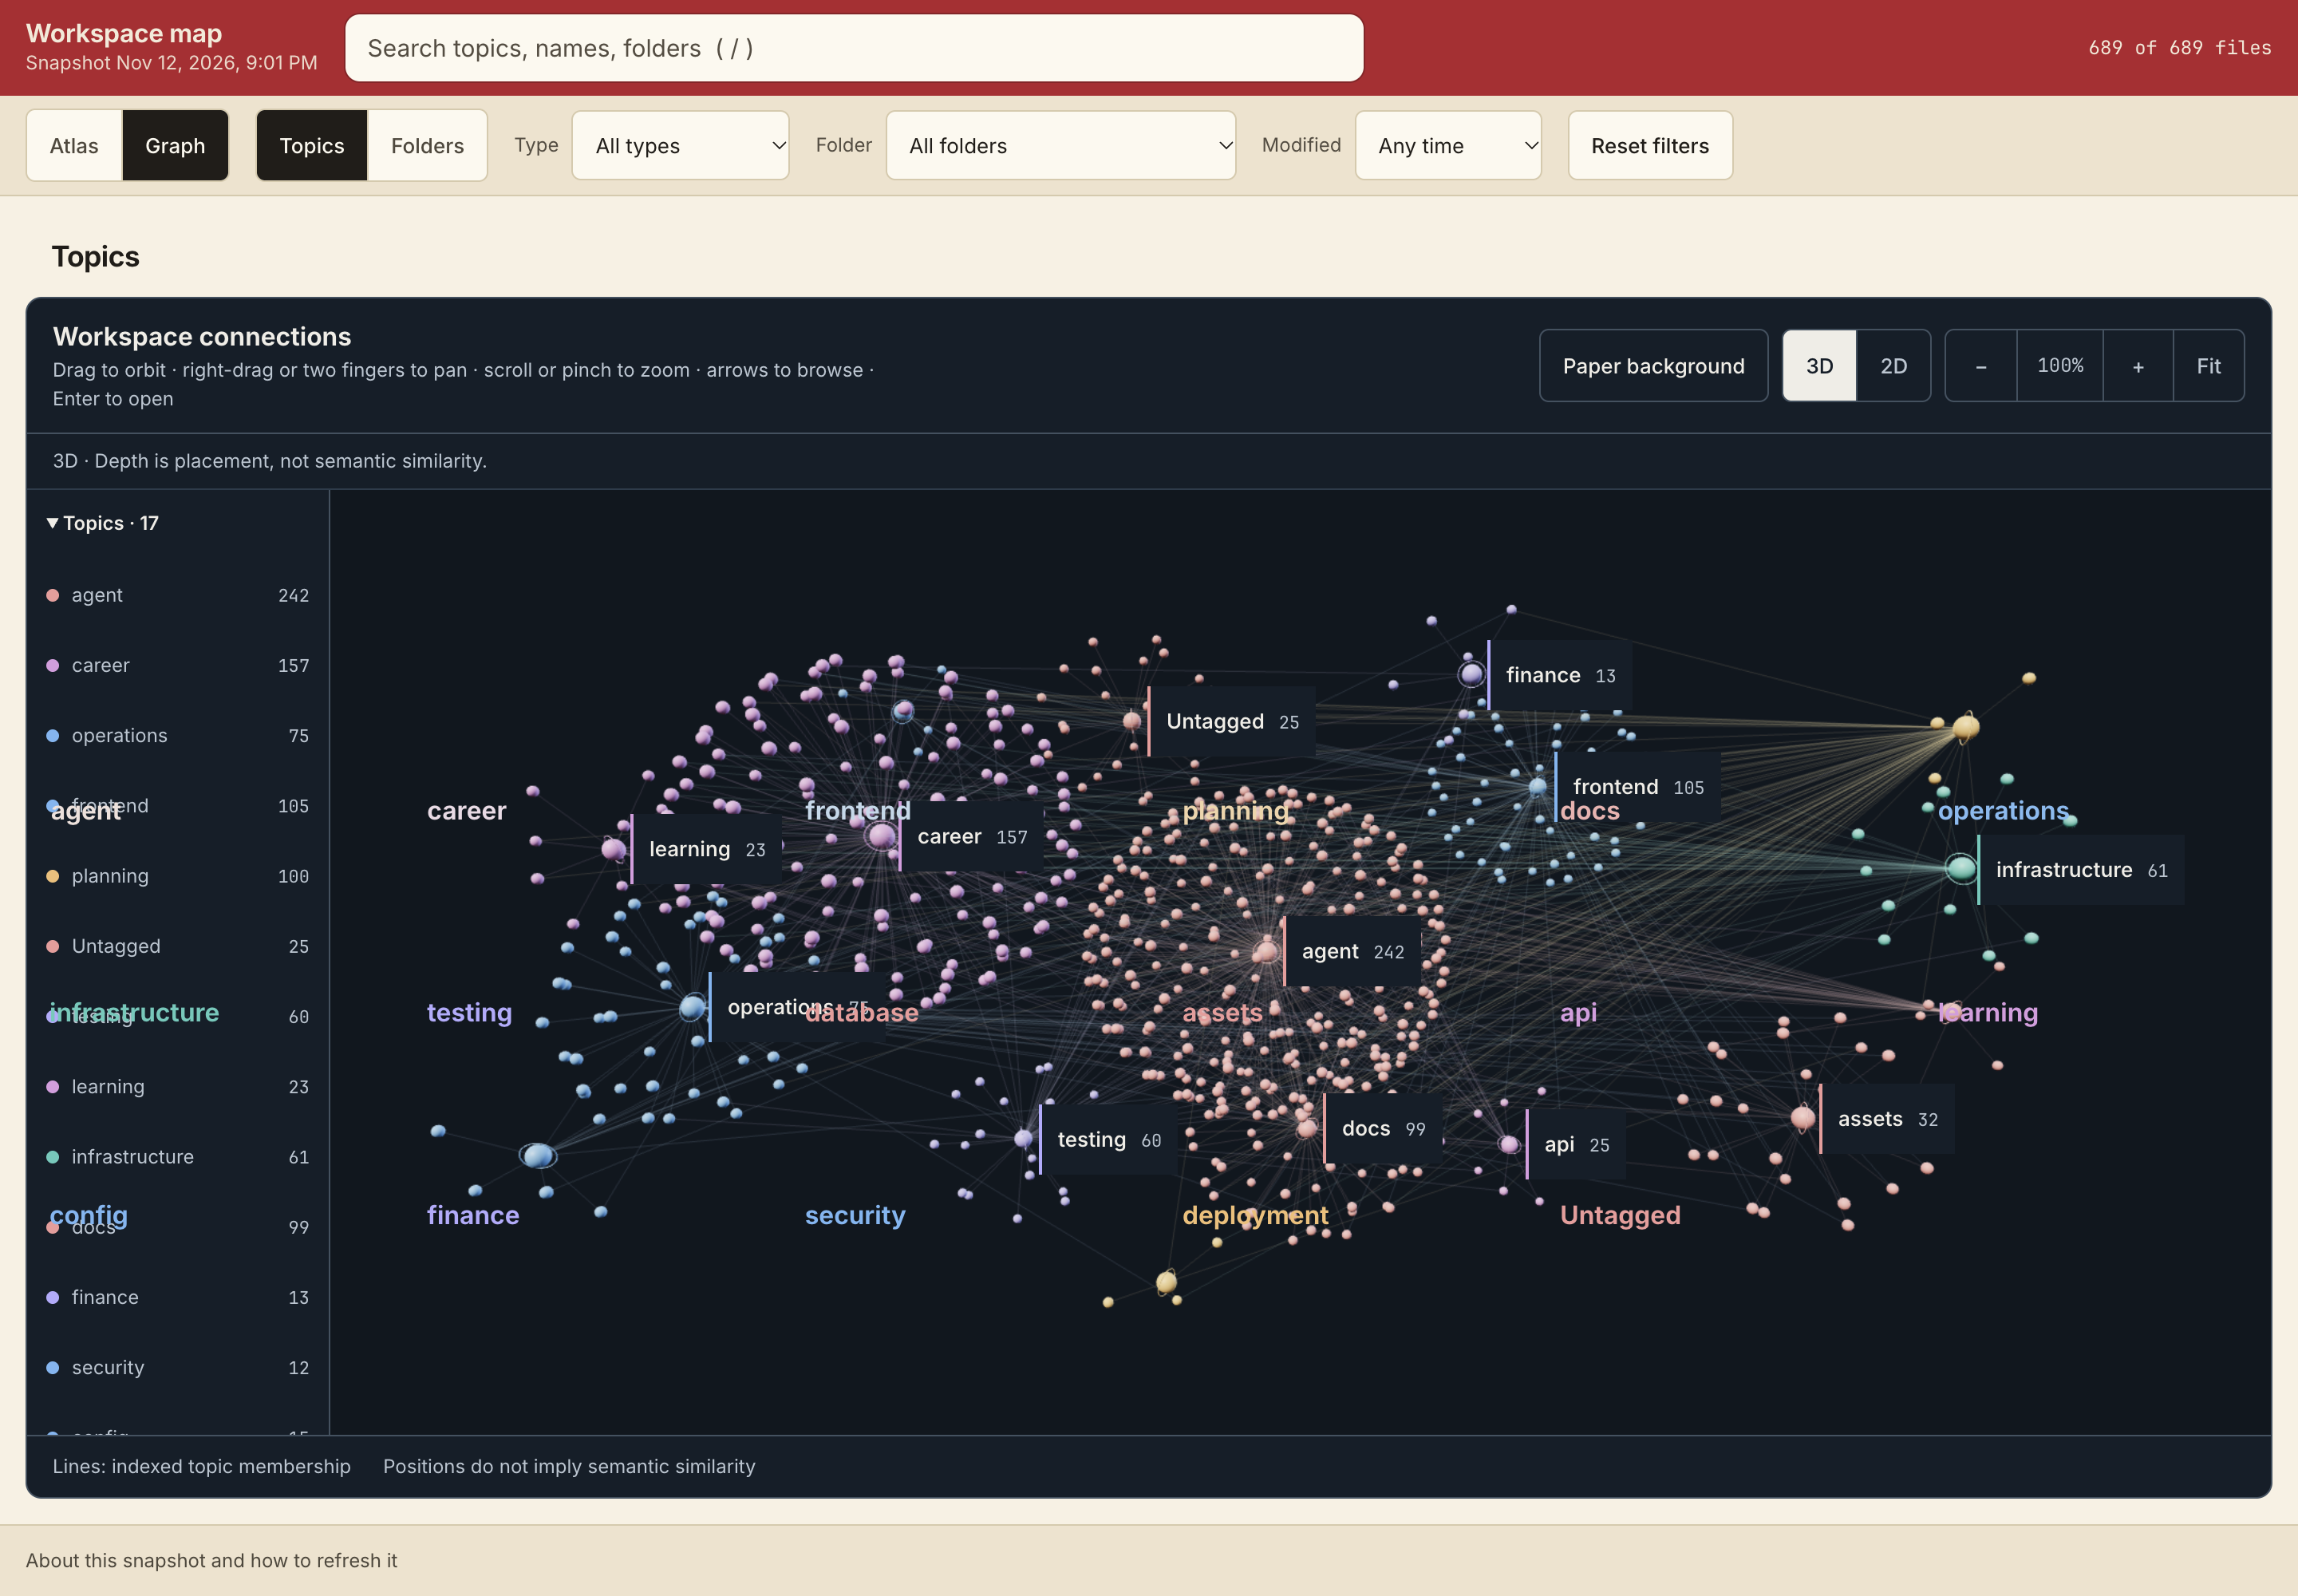 Workspace map
Snapshot Nov 12, 2026, 9:01 PM
Search topics, names, folders ( / )
689 of 689 files
Atlas
Graph
Topics
Folders
Type
All types
Folder
All folders
Modified
Any time
Reset filters
Topics
Workspace connections
Drag to orbit · right-drag or two fingers to pan · scroll or pinch to zoom · arrows to browse ·
Enter to open
Paper background
3D
2D
−
100%
+
Fit
3D · Depth is placement, not semantic similarity.
▼ Topics · 17
agent 242
career 157
operations 75
frontend 105
planning 100
Untagged 25
testing 60
learning 23
infrastructure 61
docs 99
finance 13
security 12
config 15
finance 13
Untagged 25
frontend 105
career 157
learning 23
infrastructure 61
agent 242
operations 75
assets 32
docs 99
testing 60
api 25
agent
career
frontend
planning
docs
operations
infrastructure
testing
database
assets
api
learning
config
finance
security
deployment
Untagged
Lines: indexed topic membership
Positions do not imply semantic similarity
About this snapshot and how to refresh it